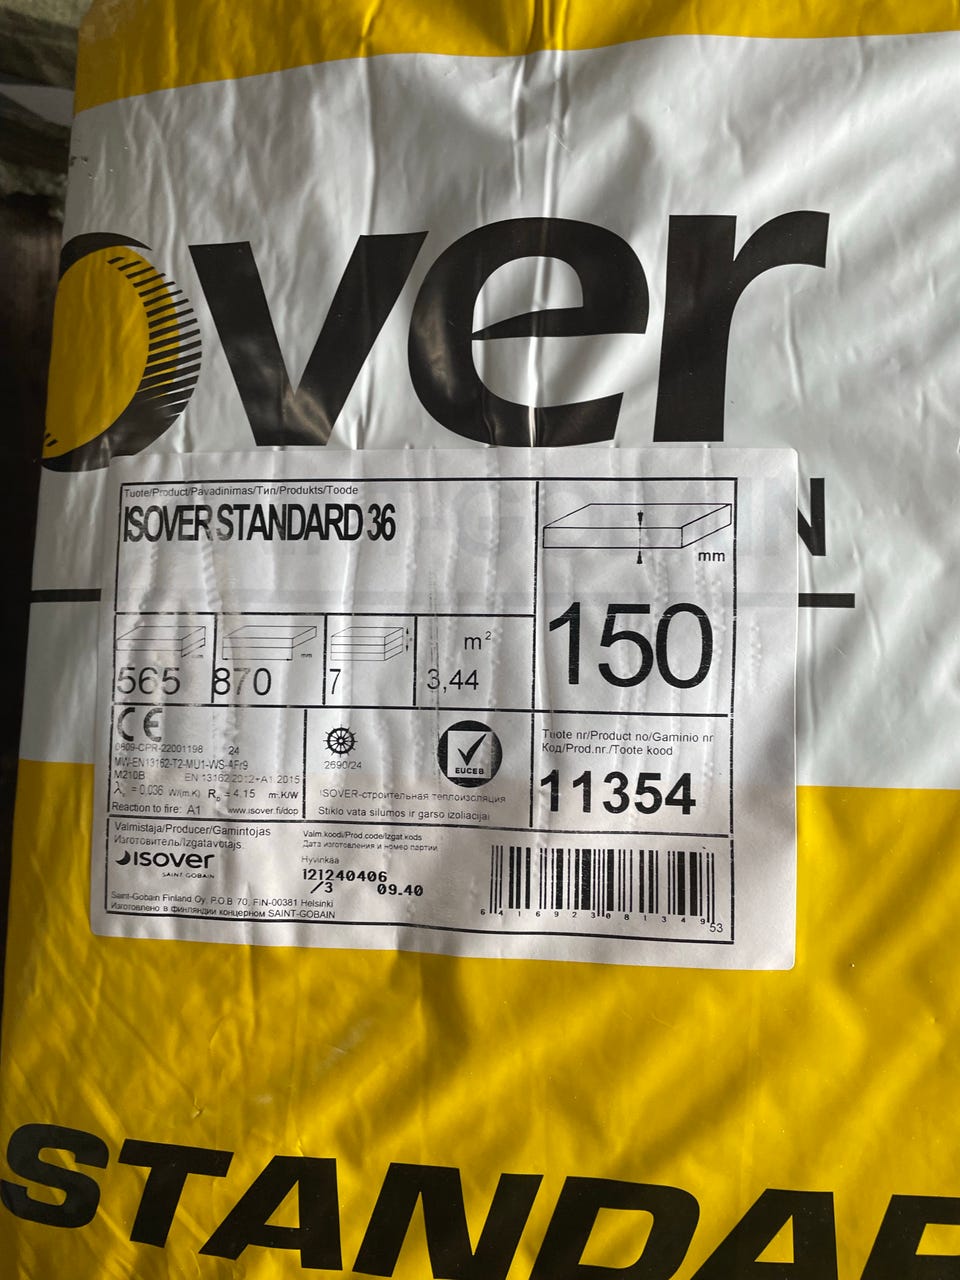 over
N
Tuote/Product/Pavadinimas/Тип/Produkts/Toode
ISOVER STANDARD 36
mm
150
m²
mm
565 870 7 3,44
CE
0809-CPR-22001198 24
MW-EN13162-T2-MU1-WS-AFr9
M210B EN 13162:2012+A1:2015
= 0,036 W/(m.K) R = 4,15 m².K/W
Reaction to fire: A1 www.isover.fi/dop
2690/24
EUCEB
ISOVER-строительная теплоизоляция
Stiklo vata šilumos ir garso izoliacijai
Tuote nr/Product no/Gaminio nr
Код/Prod.nr./Toote kood
11354
Valmistaja/Producer/Gamintojas
Изготовитель/Izgatavotājs
isover
SAINT GOBAIN
Saint-Gobain Finland Oy, P.O.B 70, FIN-00381 Helsinki
Изготовлено в финляндии концерном SAINT-GOBAIN
Valm.koodi/Prod.code/Izgat.kods
Дата изготовления и номер партии
Hyvinkää
121240406
/3 09.40
6 416923 081349 53
STANDAR